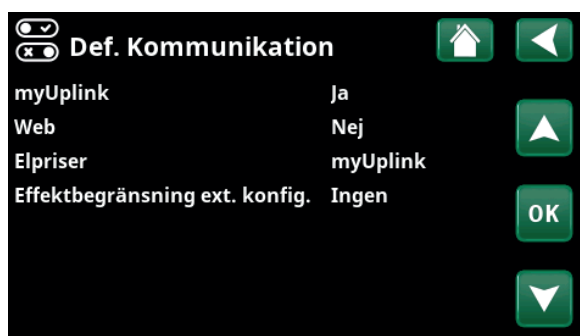 Def. Kommunikation
myUplink Ja
Web Nej
Elpriser myUplink
Effektbegränsning ext. konfig. Ingen
OK